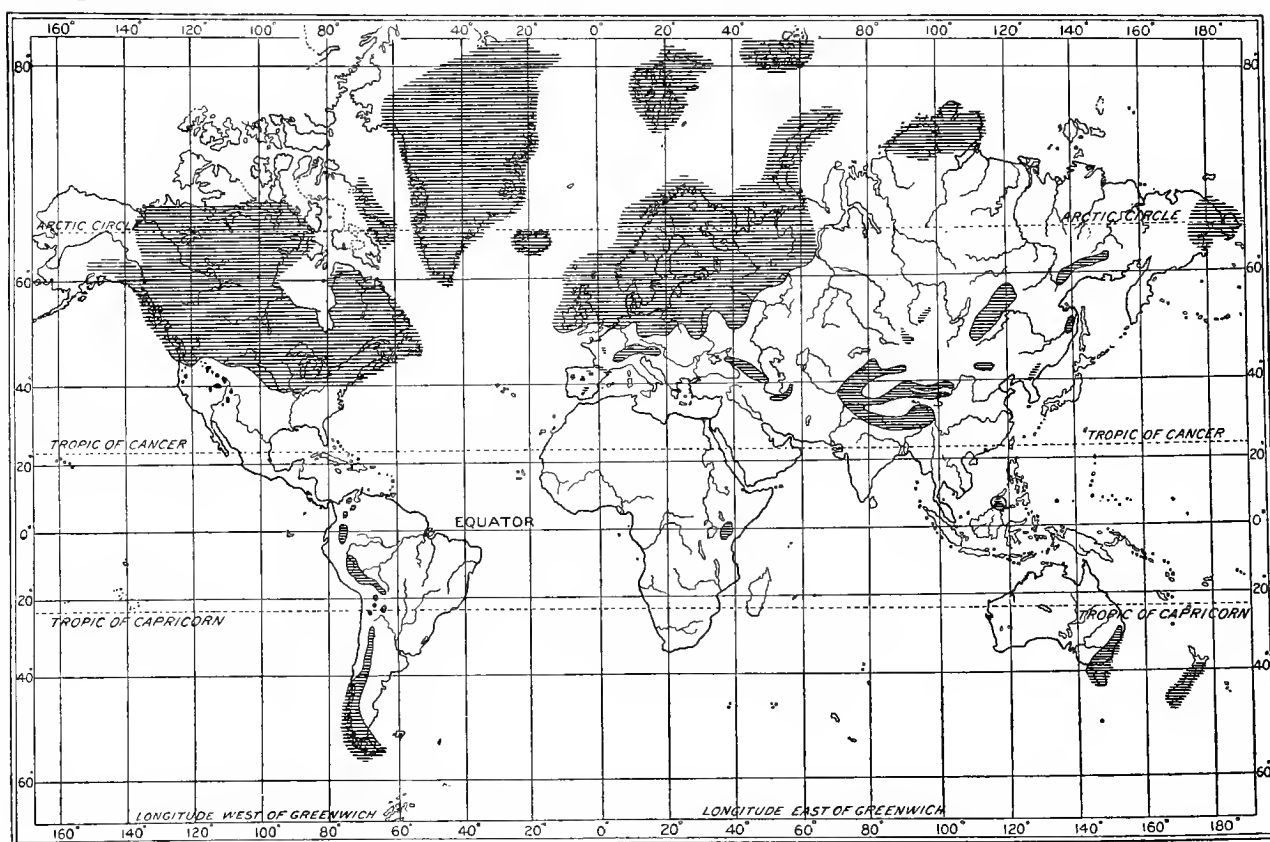 160° 140° 120° 100° 80° 60° 40° 20° 0 20° 40° 60° 80° 100° 120° 140° 160° 180°
80° 80°
ARCTIC CIRCLE ARCTIC CIRCLE
60° 60°
40° 40°
TROPIC OF CANCER TROPIC OF CANCER
20° 20°
EQUATOR
0° 0°
20° 20°
TROPIC OF CAPRICORN TROPIC OF CAPRICORN
40° 40°
60° 60°
LONGITUDE WEST OF GREENWICH LONGITUDE EAST OF GREENWICH
160° 140° 120° 100° 80° 60° 40° 20° 0° 20° 40° 60° 80° 100° 120° 140° 160° 180°